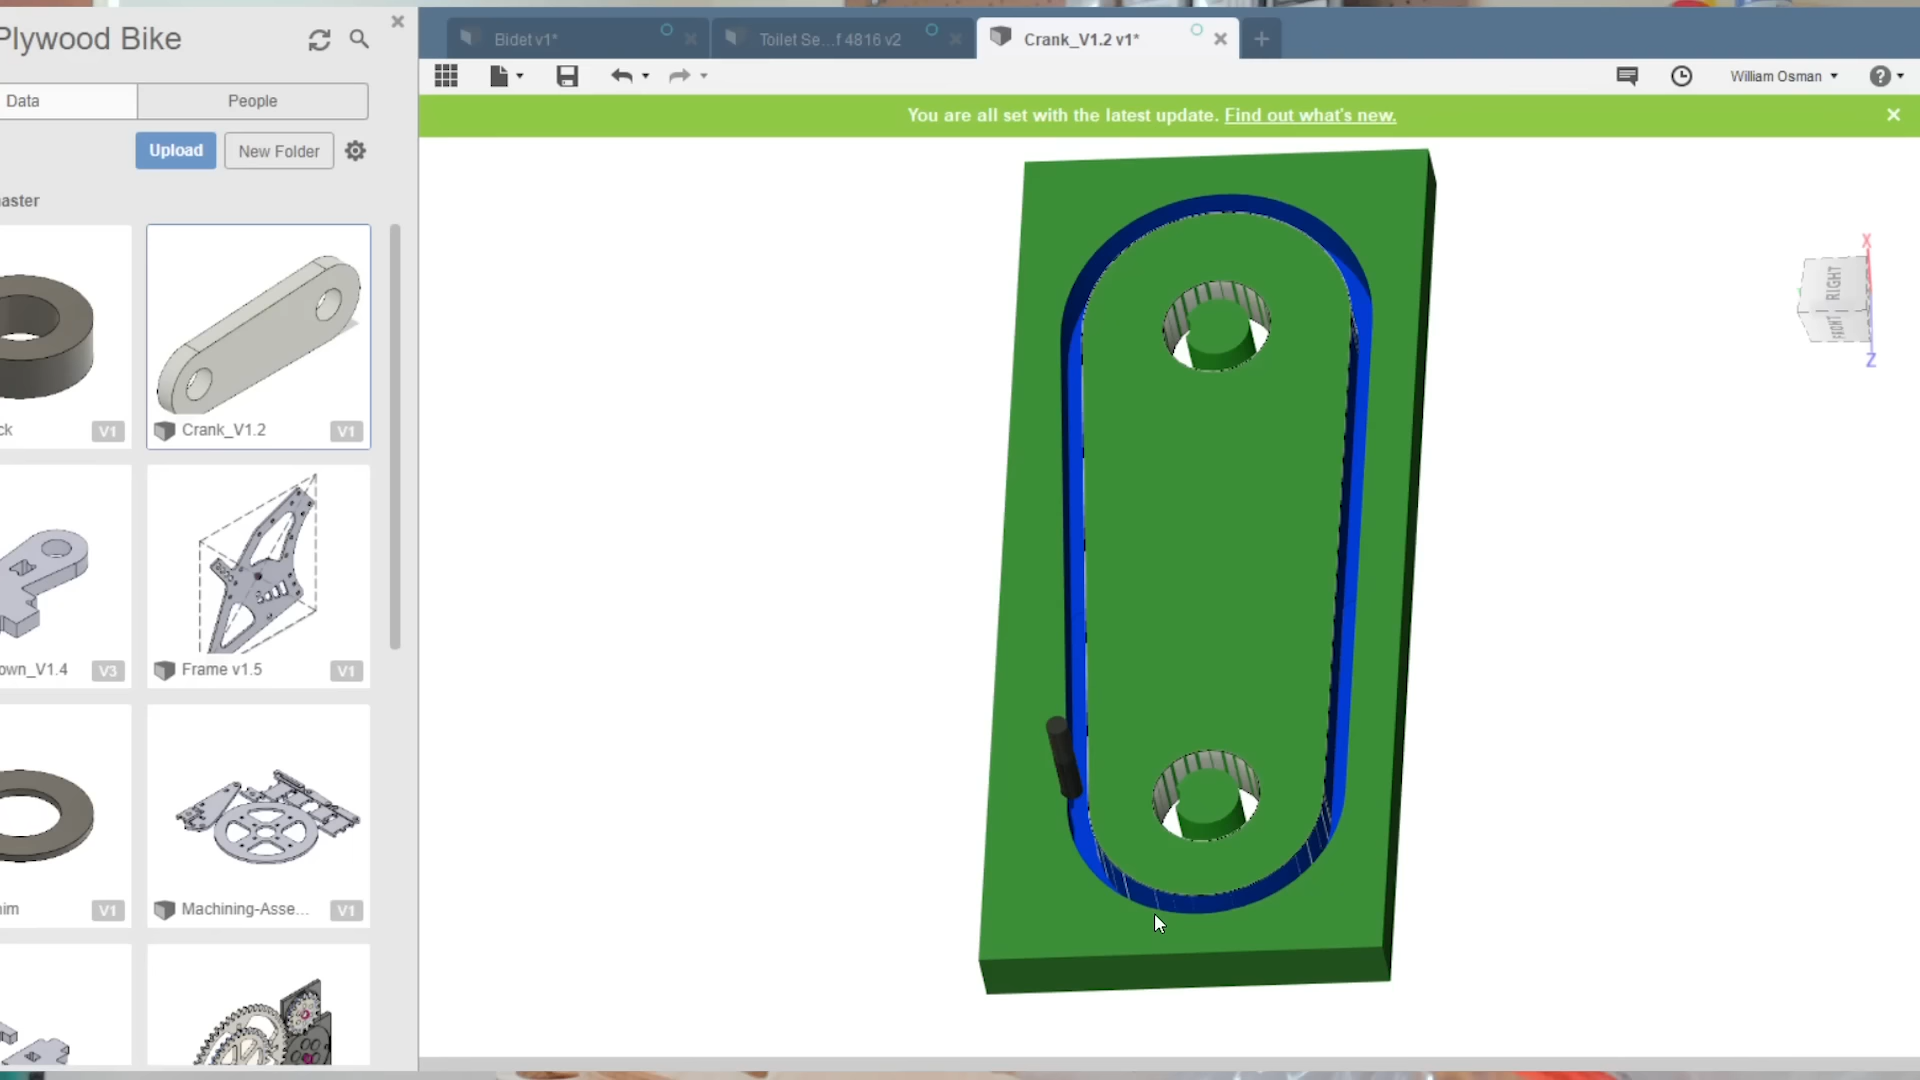 Plywood Bike
Data
People
Upload
New Folder
aster
ck
V1
Crank_V1.2
V1
own_V1.4
V3
Frame v1.5
V1
im
V1
Machining-Asse...
V1
Bidet v1*
Toilet Se...f 4816 v2
Crank_V1.2 v1*
William Osman
You are all set with the latest update. Find out what's new.
X
RIGHT
FRONT
Z